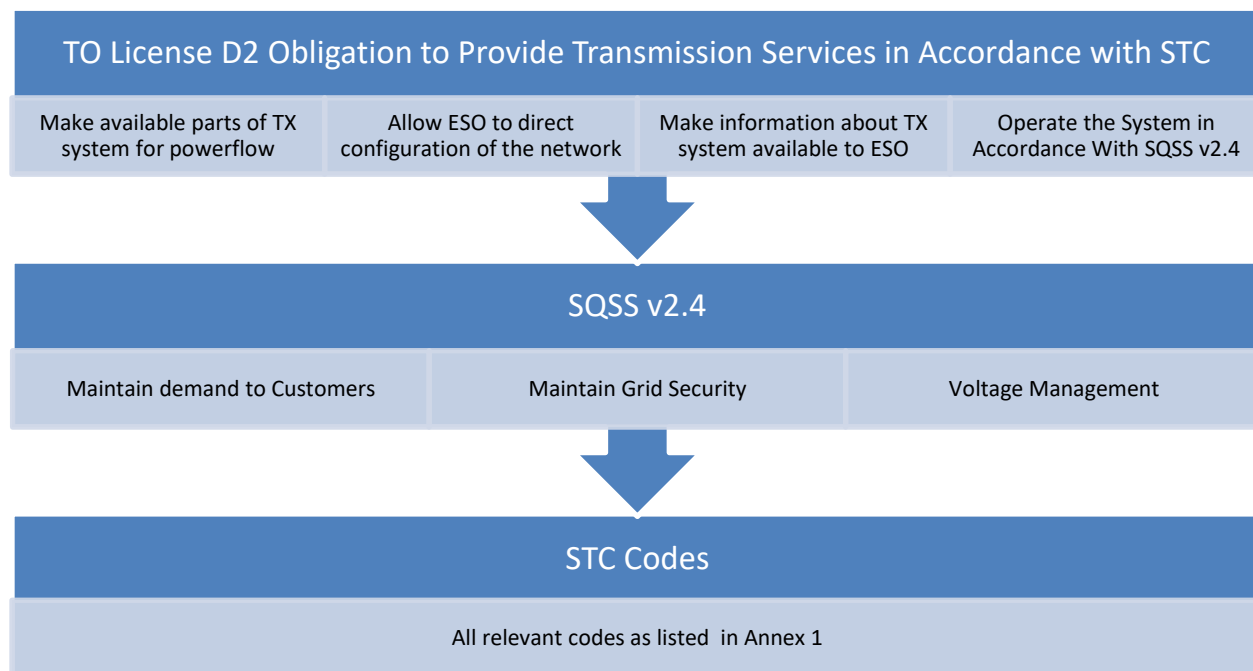 TO License D2 Obligation to Provide Transmission Services in Accordance with STC
Make available parts of TX
system for powerflow
Allow ESO to direct
configuration of the network
Make information about TX
system available to ESO
Operate the System in
Accordance With SQSS v2.4
SQSS v2.4
Maintain demand to Customers
Maintain Grid Security
Voltage Management
STC Codes
All relevant codes as listed in Annex 1